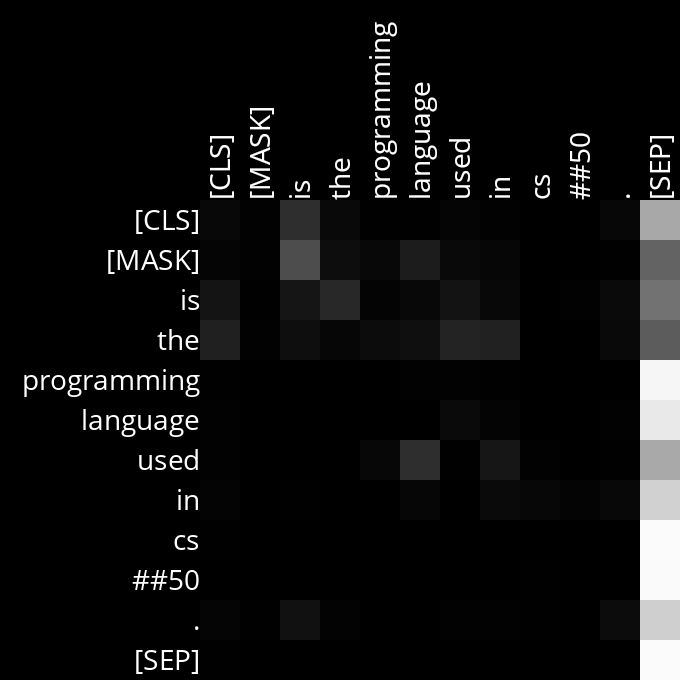 [CLS]
[MASK]
is
the
programming
language
used
in
cs
##50
.
[SEP]
[CLS]
[MASK]
is
the
programming
language
used
in
cs
##50
.
[SEP]